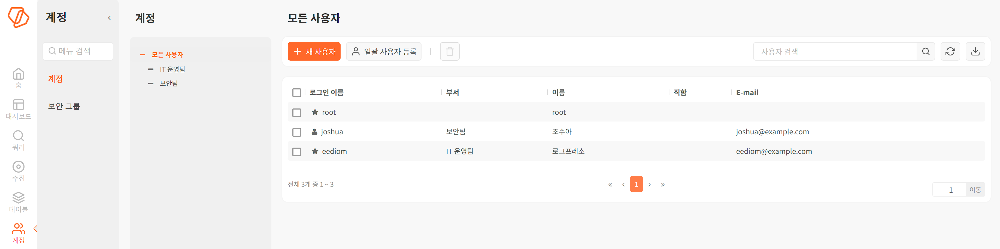 홈
대시보드
쿼리
수집
테이블
계정
계정
메뉴 검색
계정
보안 그룹
계정
모든 사용자
IT 운영팀
보안팀
모든 사용자
새 사용자
일괄 사용자 등록
사용자 검색
로그인 이름 부서 이름 직함 E-mail
root root
joshua 보안팀 조수아 joshua@example.com
eediom IT 운영팀 로그프레소 eediom@example.com
전체 3개 중 1 ~ 3
« ‹ 1 › »
1 이동